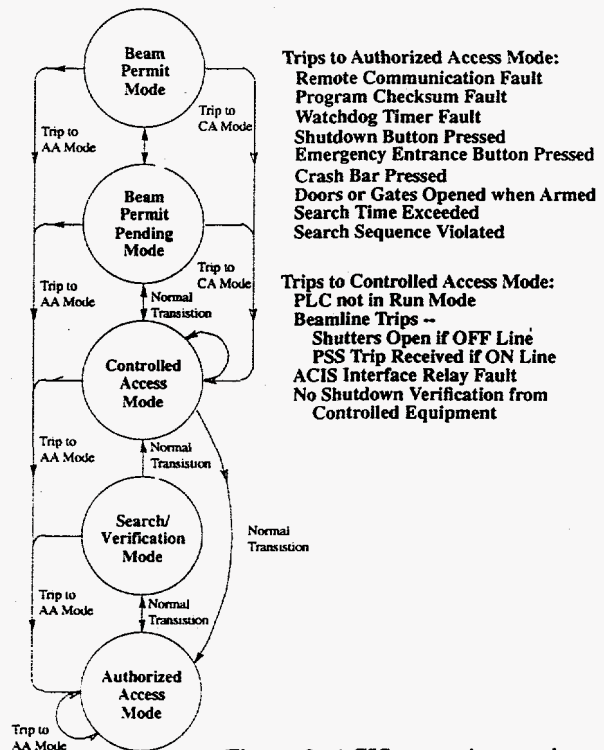 Beam
Permit
Mode
Trip to
AA Mode
Trip to
CA Mode
Beam
Permit
Pending
Mode
Trip to
AA Mode
Trip to
CA Mode
Normal
Transistion
Controlled
Access
Mode
Trip to
AA Mode
Normal
Transistion
Search/
Verification
Mode
Normal
Transistion
Trip to
AA Mode
Normal
Transistion
Authorized
Access
Mode
Trip to
AA Mode
Trips to Authorized Access Mode:
Remote Communication Fault
Program Checksum Fault
Watchdog Timer Fault
Shutdown Button Pressed
Emergency Entrance Button Pressed
Crash Bar Pressed
Doors or Gates Opened when Armed
Search Time Exceeded
Search Sequence Violated
Trips to Controlled Access Mode:
PLC not in Run Mode
Beamline Trips --
Shutters Open if OFF Line
PSS Trip Received if ON Line
ACIS Interface Relay Fault
No Shutdown Verification from
Controlled Equipment